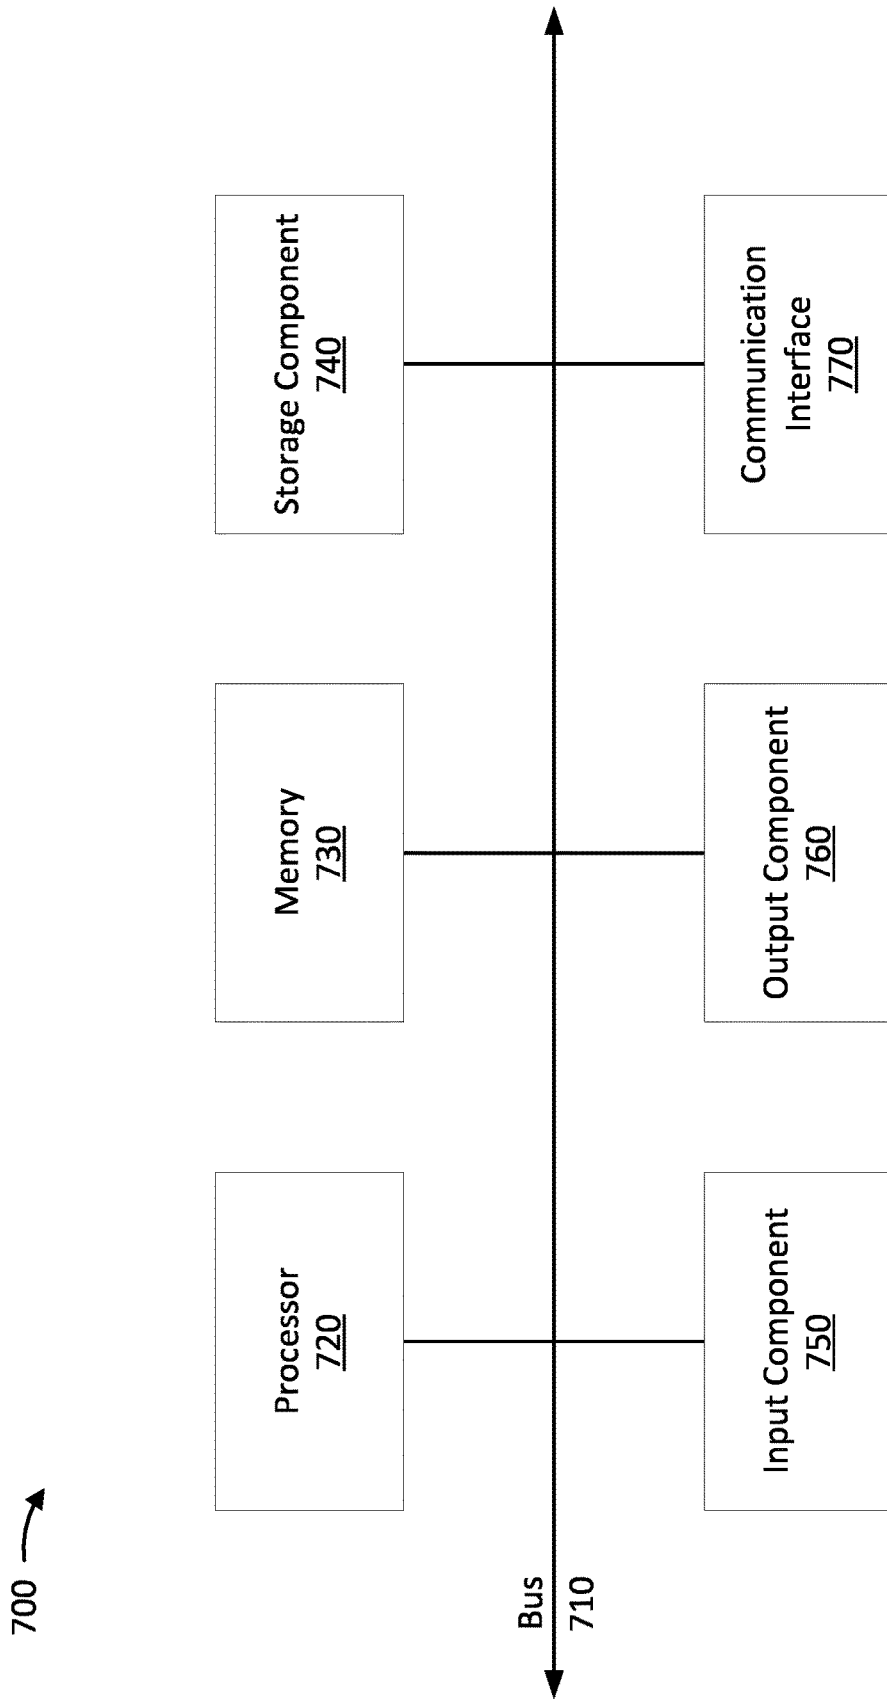 700
Processor
720
Memory
730
Storage Component
740
Bus
710
Input Component
750
Output Component
760
Communication
Interface
770